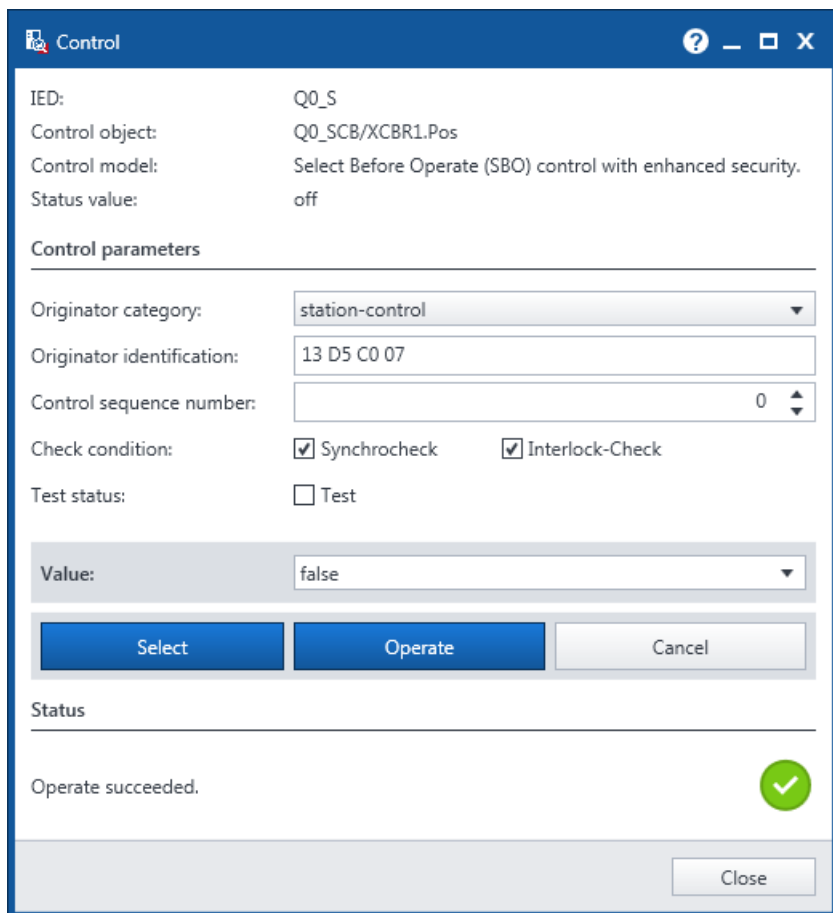 Control
IED: Q0_S
Control object: Q0_SCB/XCBR1.Pos
Control model: Select Before Operate (SBO) control with enhanced security.
Status value: off
Control parameters
Originator category: station-control
Originator identification: 13 D5 C0 07
Control sequence number: 0
Check condition: Synchrocheck Interlock-Check
Test status: Test
Value: false
Select Operate Cancel
Status
Operate succeeded.
Close